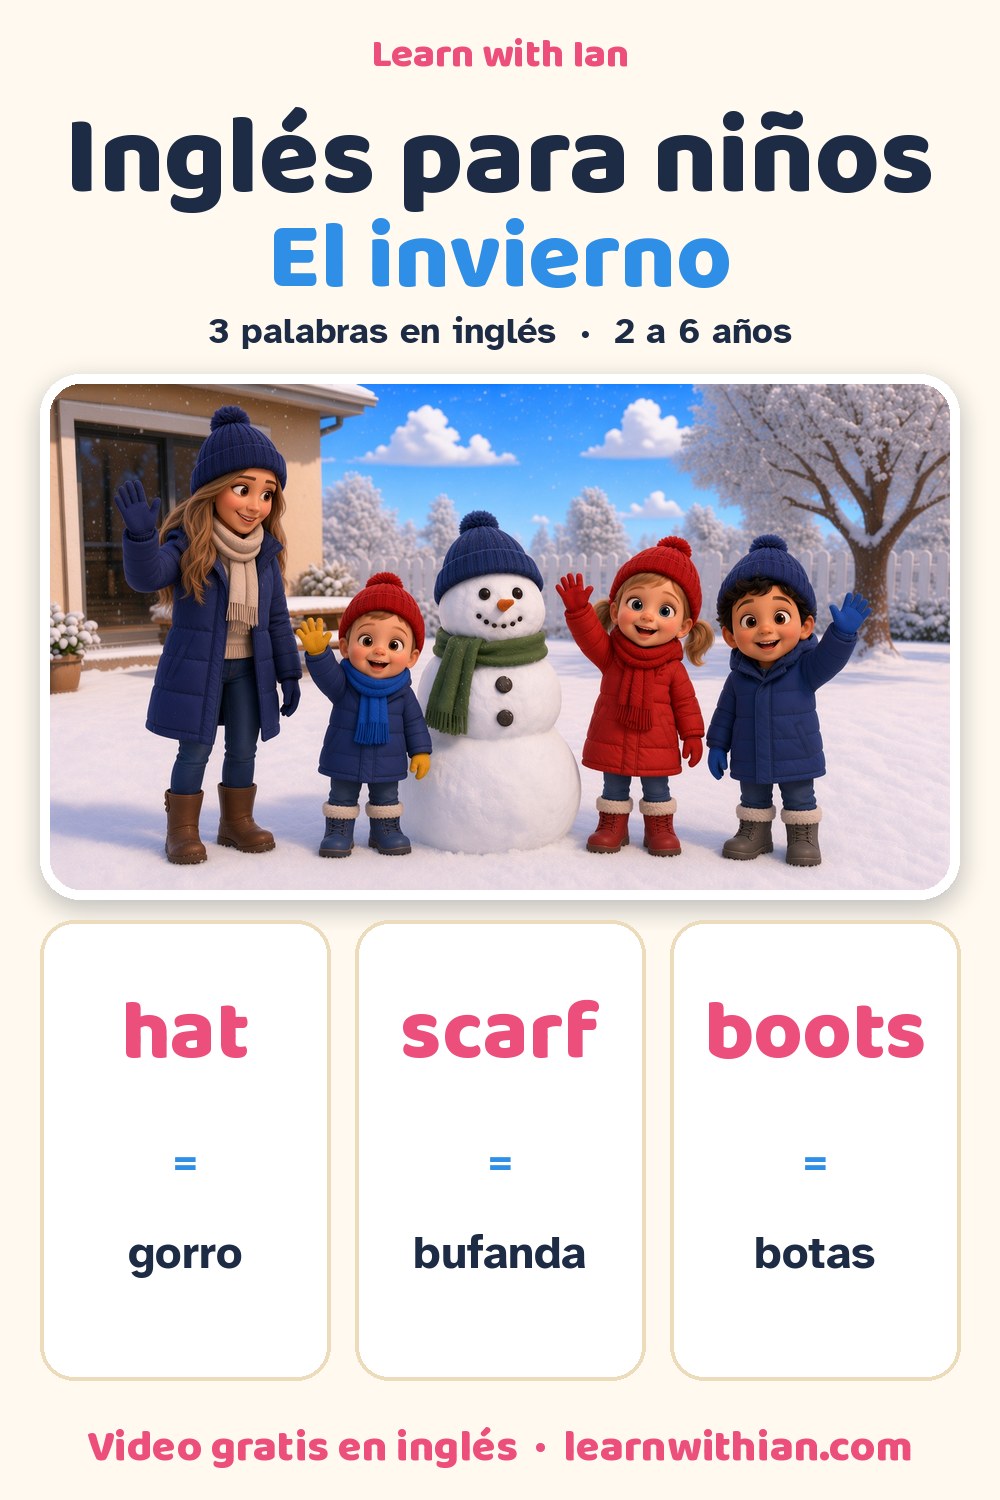 Learn with Ian
Inglés para niños
El invierno
3 palabras en inglés · 2 a 6 años
hat
=
gorro
scarf
=
bufanda
boots
=
botas
Video gratis en inglés · learnwithian.com